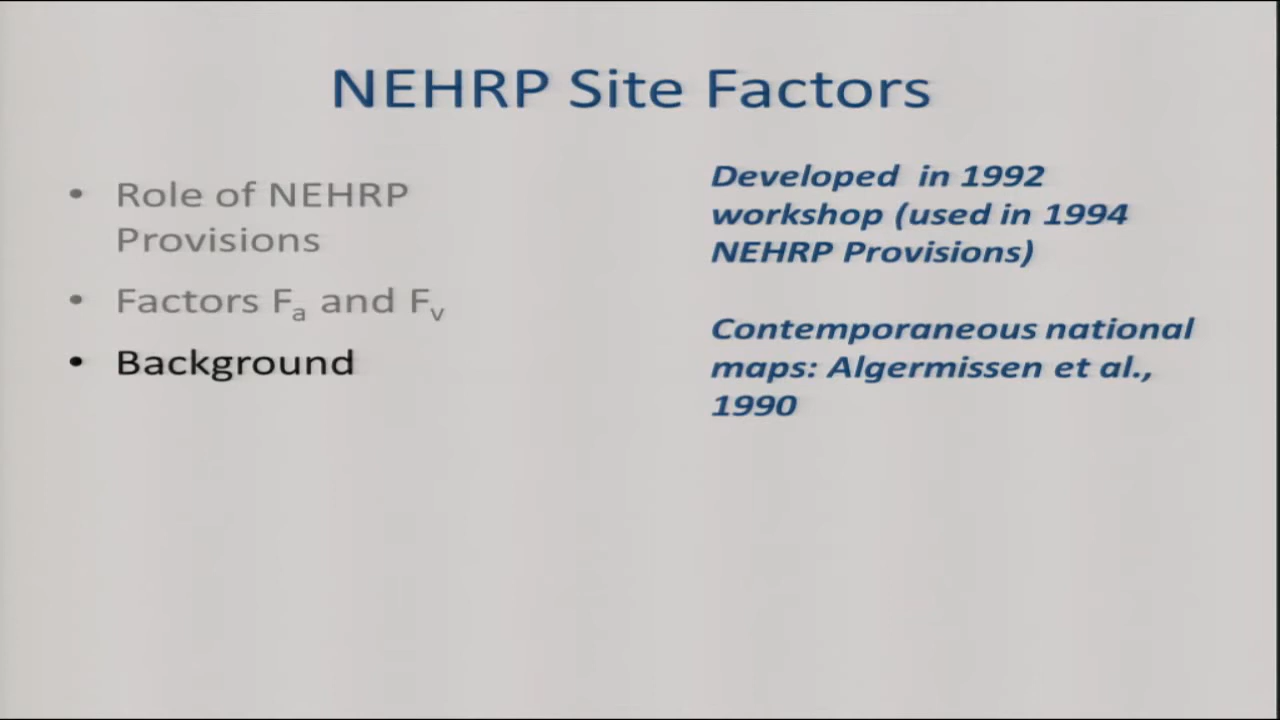 NEHRP Site Factors
• Role of NEHRP
Provisions
• Factors Fa and Fv
• Background
Developed in 1992
workshop (used in 1994
NEHRP Provisions)
Contemporaneous national
maps: Algermissen et al.,
1990